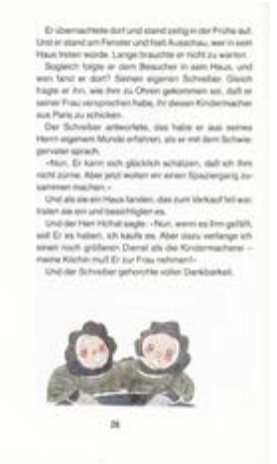 Er übernachtete dort und stand zeitig in der Frühe auf.
Und er stand am Fenster und hielt Ausschau, wer in sein
Haus treten würde. Lange brauchte er nicht zu warten.
Sogleich folgte er dem Besucher in sein Haus, und
wen fand er dort? Seinen eigenen Schreiber. Gleich
fragte er ihn, wie ihm zu Ohren gekommen sei, daß er
seiner Frau versprochen habe, ihr diesen Kindermacher
aus Paris zu schicken.
Der Schreiber antwortete, das habe er aus seines
Herrn eigenem Munde erfahren, als er mit dem Schwie-
gervater sprach.
«Nun, Er kann sich glücklich schätzen, daß ich Ihm
nicht zürne. Aber jetzt wollen wir einen Spaziergang zu-
sammen machen.»
Und als sie ein Haus fanden, das zum Verkauf feil war,
traten sie ein und besichtigten es.
Und der Herr Hofrat sagte: «Nun, wenn es Ihm gefällt,
soll Er es haben, ich kaufe es. Aber dazu verlange ich
einen noch größeren Dienst als die Kindermacherei –
meine Köchin muß Er zur Frau nehmen!»
Und der Schreiber gehorchte voller Dankbarkeit.